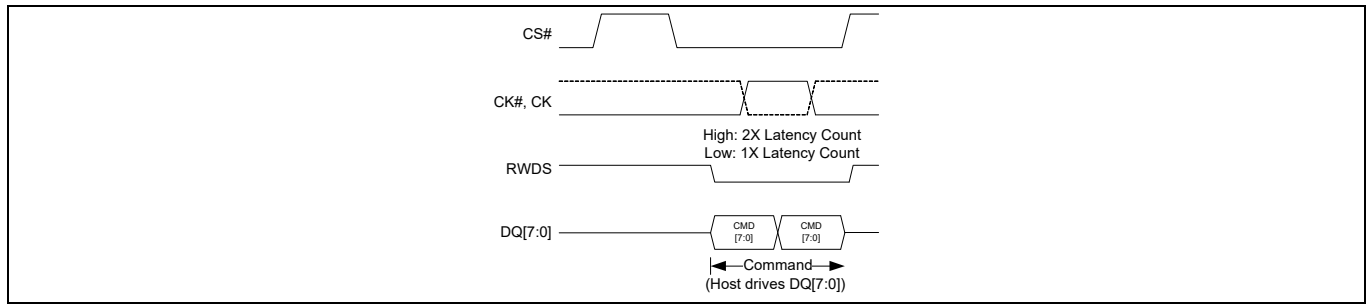 CS#
CK#, CK
High: 2X Latency Count
Low: 1X Latency Count
RWDS
DQ[7:0]
CMD
[7:0]
CMD
[7:0]
Command
(Host drives DQ[7:0])